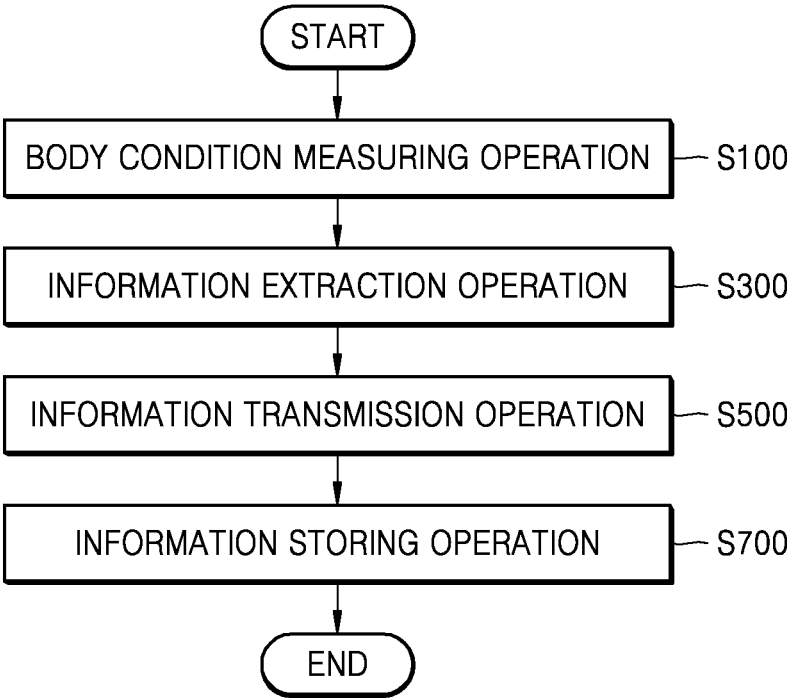 START
BODY CONDITION MEASURING OPERATION S100
INFORMATION EXTRACTION OPERATION S300
INFORMATION TRANSMISSION OPERATION S500
INFORMATION STORING OPERATION S700
END